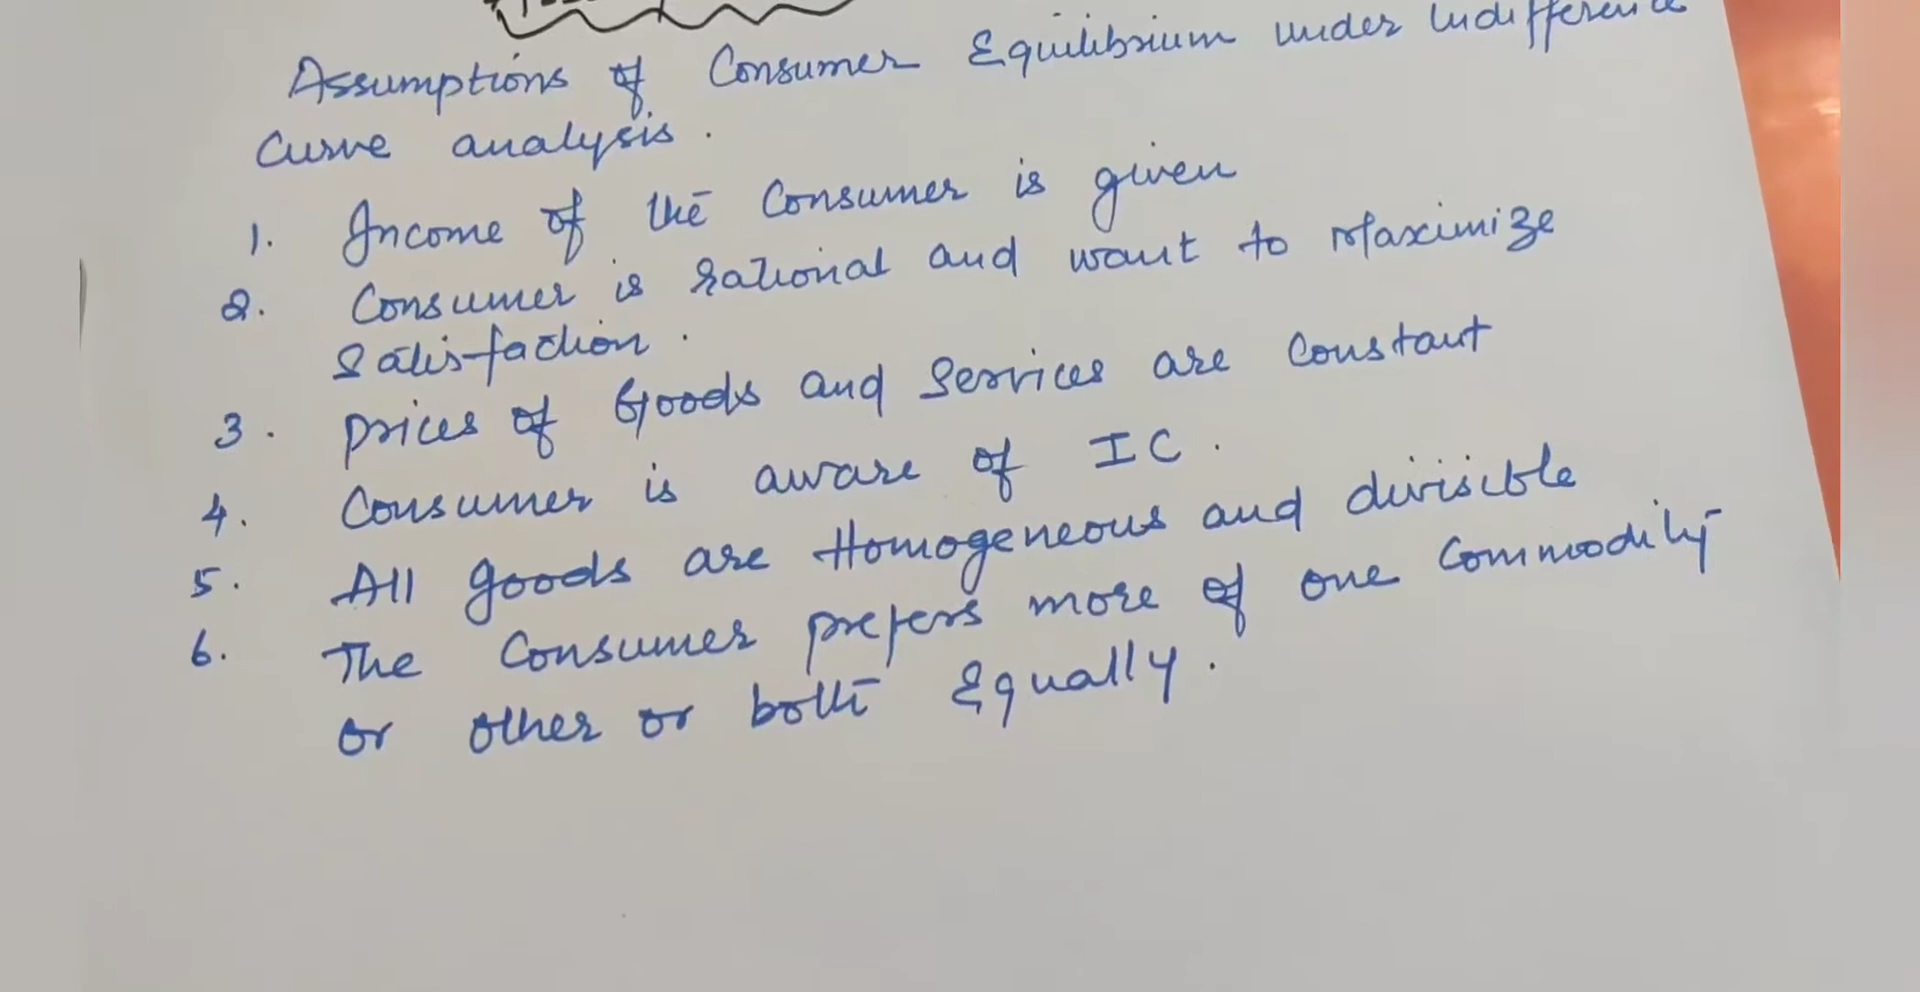 Assumptions of Consumer Equilibrium under Indifference
Curve analysis.
1. Income of the Consumer is given
2. Consumer is rational and want to Maximize
Satisfaction.
3. Prices of Goods and Services are Constant
4. Consumer is aware of IC.
5. All goods are Homogeneous and divisible
6. The Consumer prefers more of one Commodity
or other or both Equally.